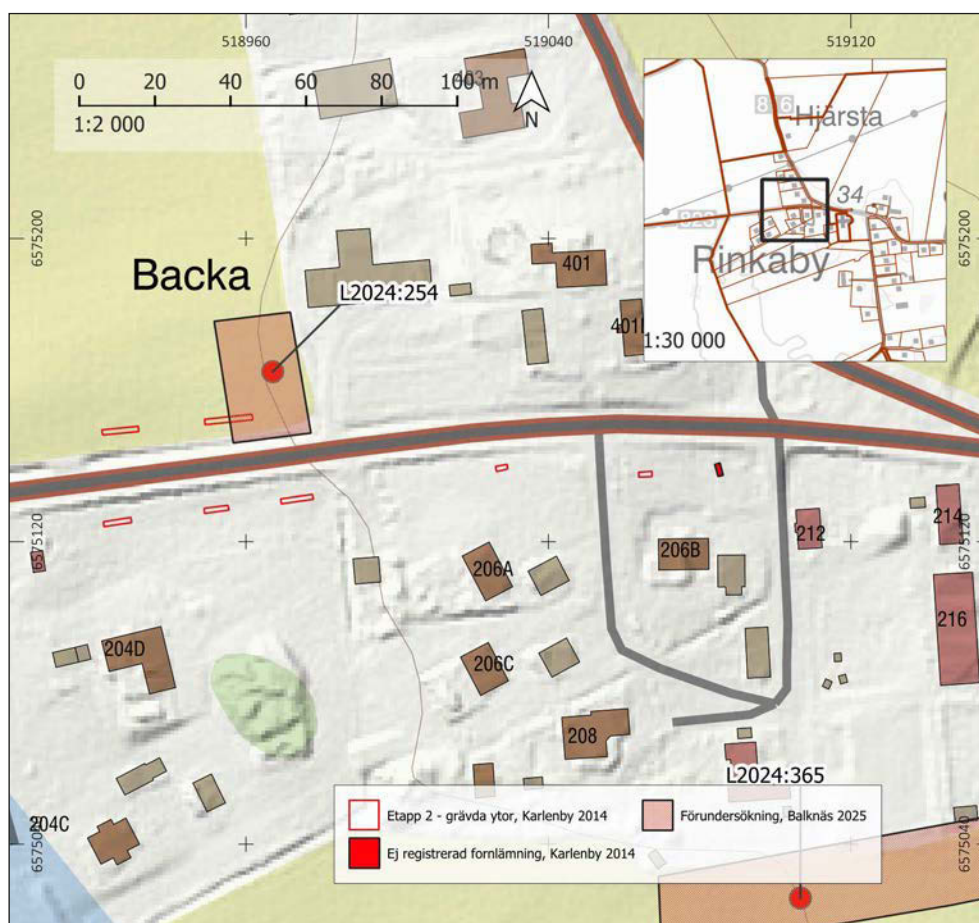 518960
519040
519120
0 20 40 60 80 100 m
1:2 000
N
403
Hjärsta
34
Rinkaby
1:30 000
6575200
6575200
Backa
L2024:254
401
206B
212
214
6575120
6575120
206A
216
204D
206C
208
L2024:365
Etapp 2 - grävda ytor, Karlenby 2014
Förundersökning, Balknäs 2025
Ej registrerad fornlämning, Karlenby 2014
204C
6575040
6575040